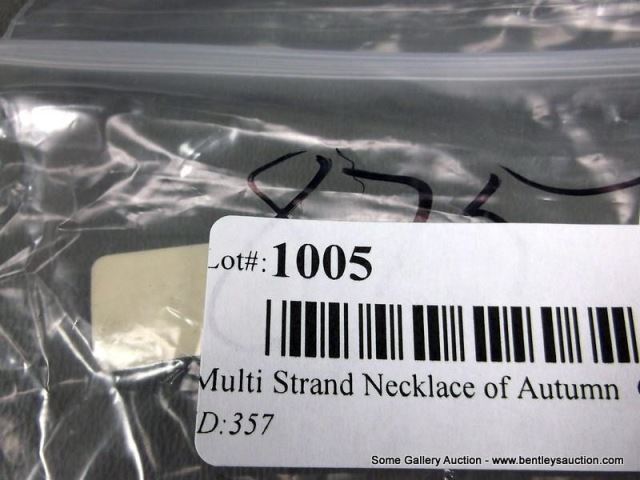 Lot#: 1005
Multi Strand Necklace of Autumn
D:357
Some Gallery Auction - www.bentleysauction.com